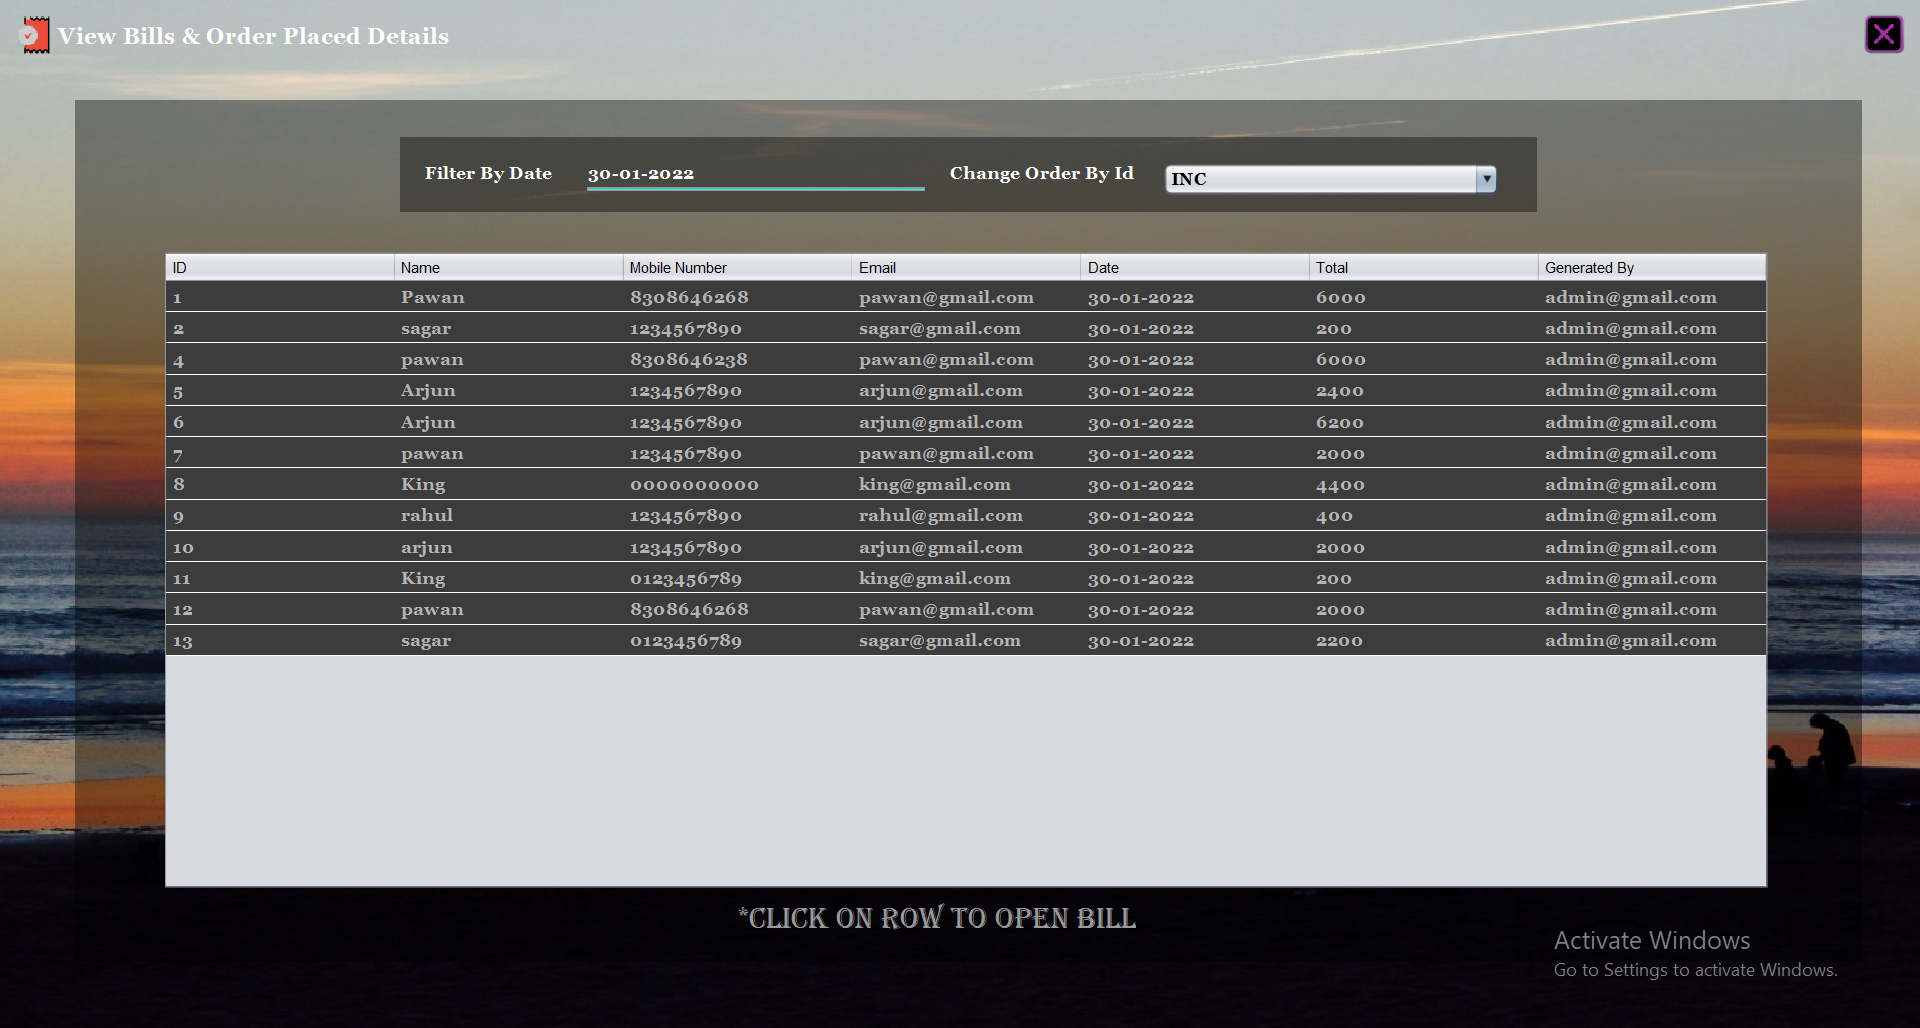 View Bills & Order Placed Details
Filter By Date 30-01-2022 Change Order By Id INC
ID Name Mobile Number Email Date Total Generated By
1 Pawan 8308646268 pawan@gmail.com 30-01-2022 6000 admin@gmail.com
2 sagar 1234567890 sagar@gmail.com 30-01-2022 200 admin@gmail.com
4 pawan 8308646238 pawan@gmail.com 30-01-2022 6000 admin@gmail.com
5 Arjun 1234567890 arjun@gmail.com 30-01-2022 2400 admin@gmail.com
6 Arjun 1234567890 arjun@gmail.com 30-01-2022 6200 admin@gmail.com
7 pawan 1234567890 pawan@gmail.com 30-01-2022 2000 admin@gmail.com
8 King 0000000000 king@gmail.com 30-01-2022 4400 admin@gmail.com
9 rahul 1234567890 rahul@gmail.com 30-01-2022 400 admin@gmail.com
10 arjun 1234567890 arjun@gmail.com 30-01-2022 2000 admin@gmail.com
11 King 0123456789 king@gmail.com 30-01-2022 200 admin@gmail.com
12 pawan 8308646268 pawan@gmail.com 30-01-2022 2000 admin@gmail.com
13 sagar 0123456789 sagar@gmail.com 30-01-2022 2200 admin@gmail.com
*CLICK ON ROW TO OPEN BILL
Activate Windows
Go to Settings to activate Windows.